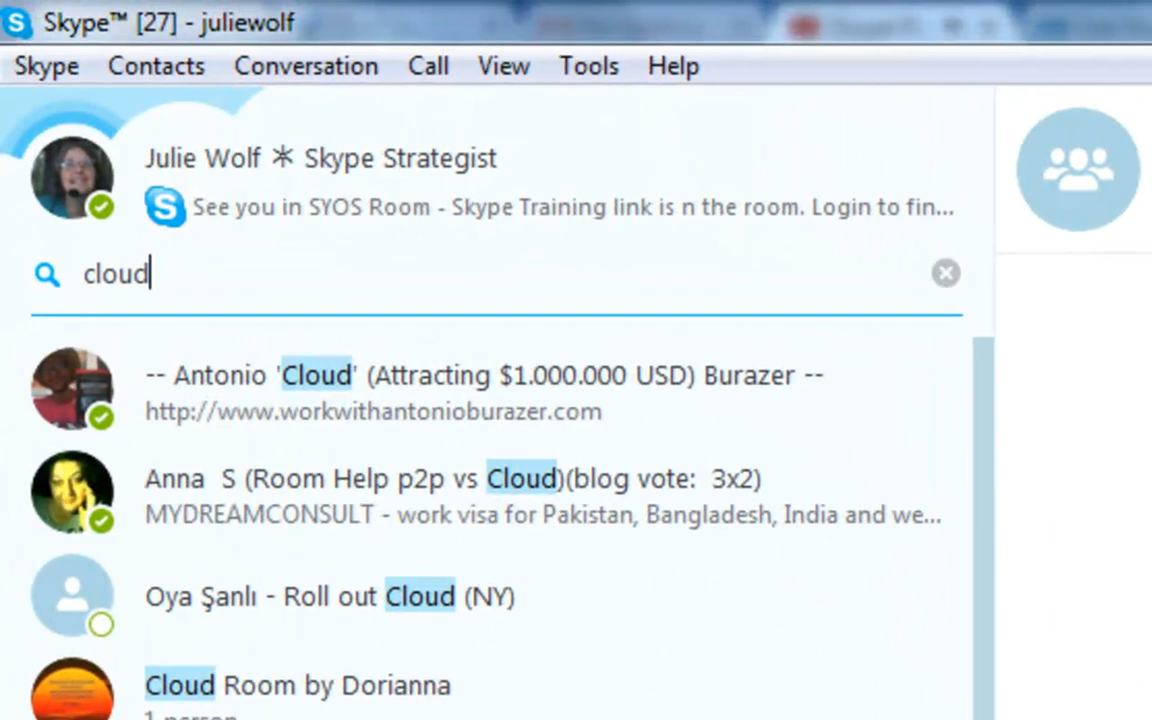 Skype™ [27] - juliewolf
Skype Contacts Conversation Call View Tools Help
Julie Wolf * Skype Strategist
See you in SYOS Room - Skype Training link is n the room. Login to fin...
cloud
-- Antonio 'Cloud' (Attracting $1.000.000 USD) Burazer --
http://www.workwithantonioburazer.com
Anna  S (Room Help p2p vs Cloud)(blog vote:  3x2)
MYDREAMCONSULT - work visa for Pakistan, Bangladesh, India and we...
Oya Şanlı - Roll out Cloud (NY)
Cloud Room by Dorianna
1 person